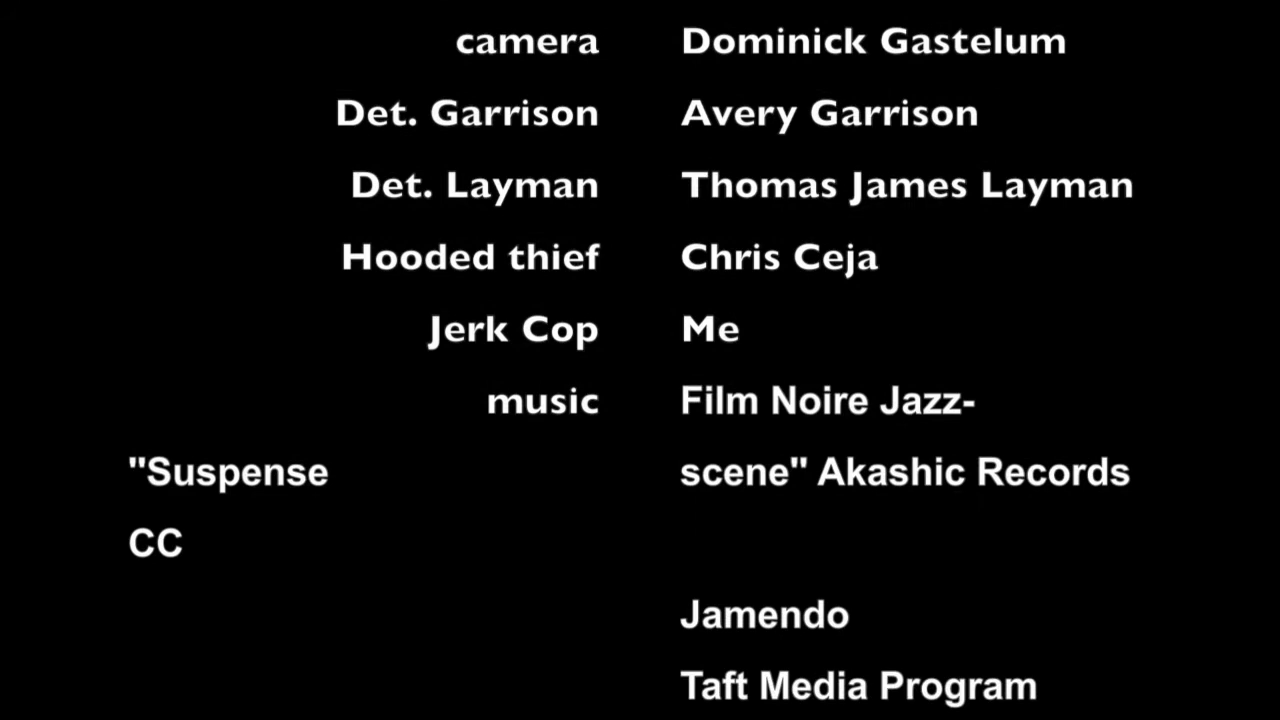 camera Dominick Gastelum
Det. Garrison Avery Garrison
Det. Layman Thomas James Layman
Hooded thief Chris Ceja
Jerk Cop Me
music Film Noire Jazz-
"Suspense scene" Akashic Records
CC
Jamendo
Taft Media Program